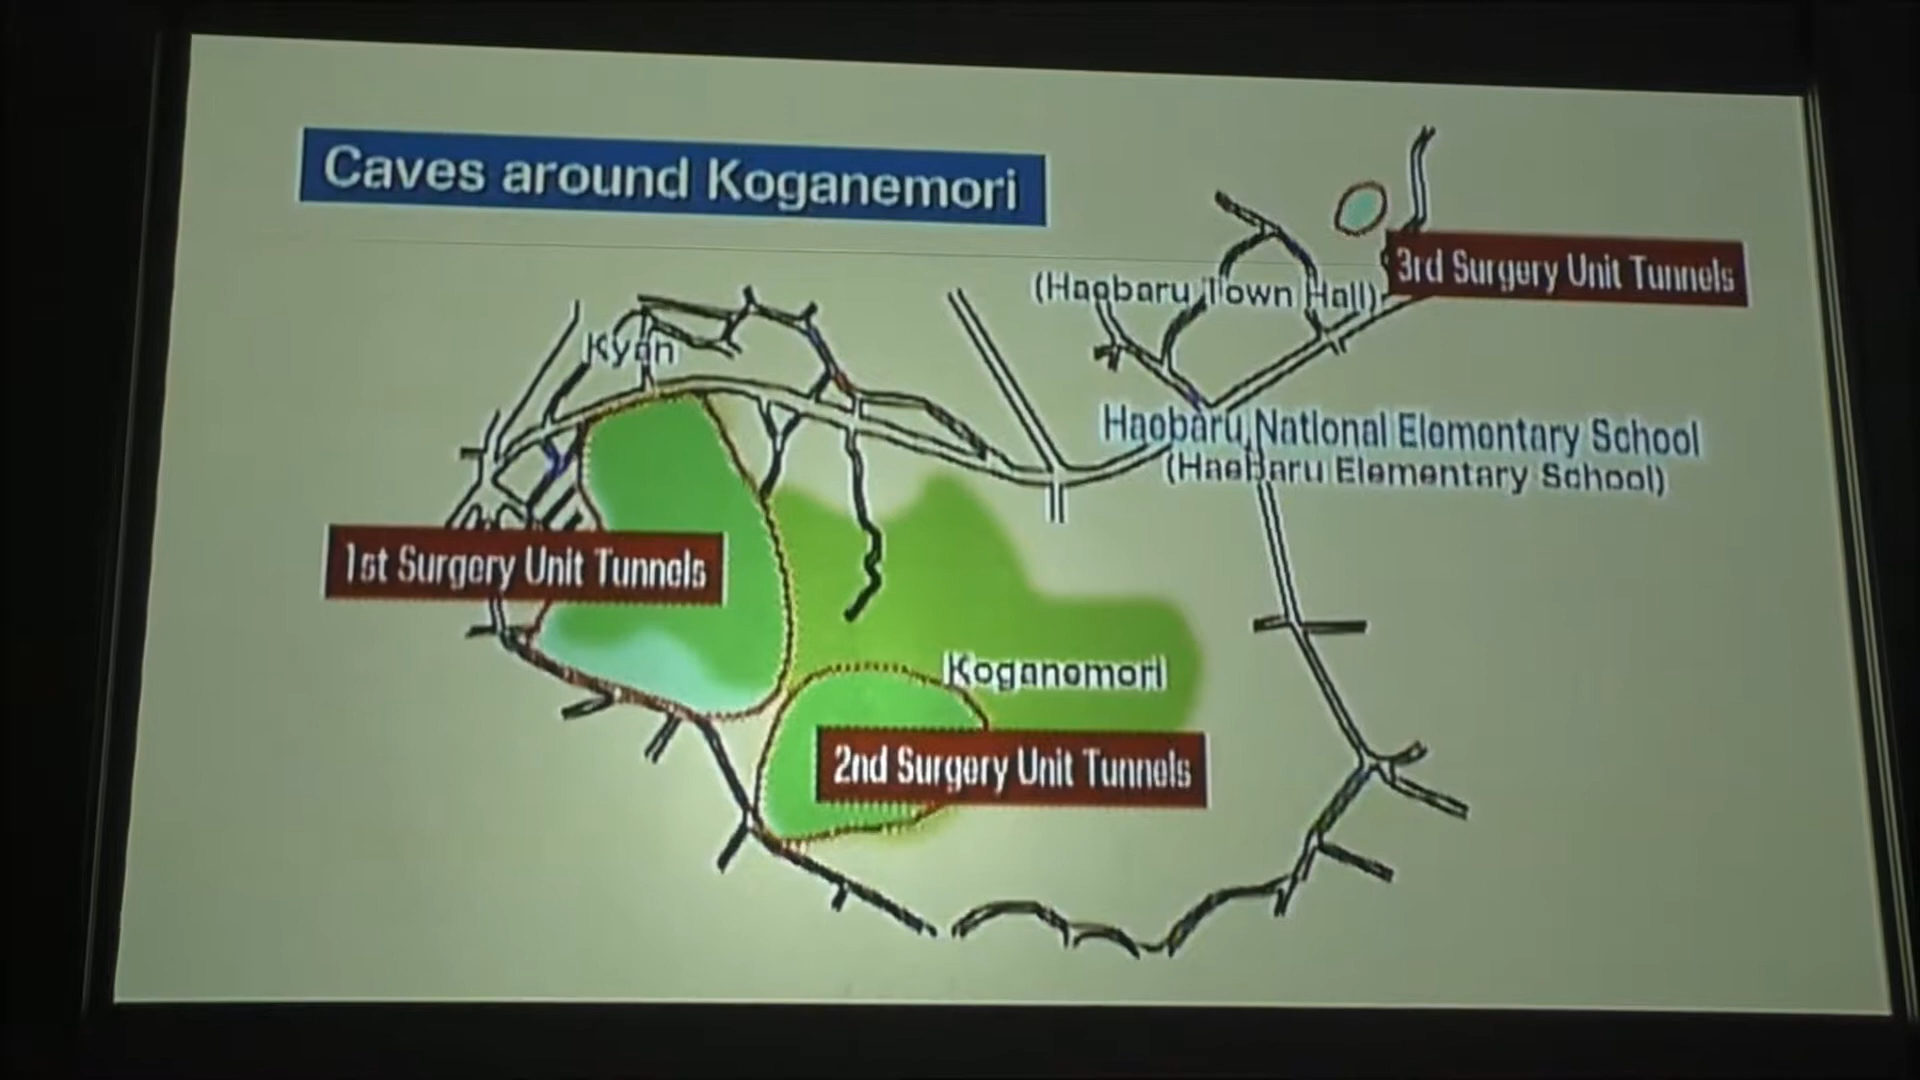 Caves around Koganemori
(Haebaru Town Hall)
3rd Surgery Unit Tunnels
Kyan
Haebaru National Elementary School
(Haebaru Elementary School)
1st Surgery Unit Tunnels
Koganemori
2nd Surgery Unit Tunnels